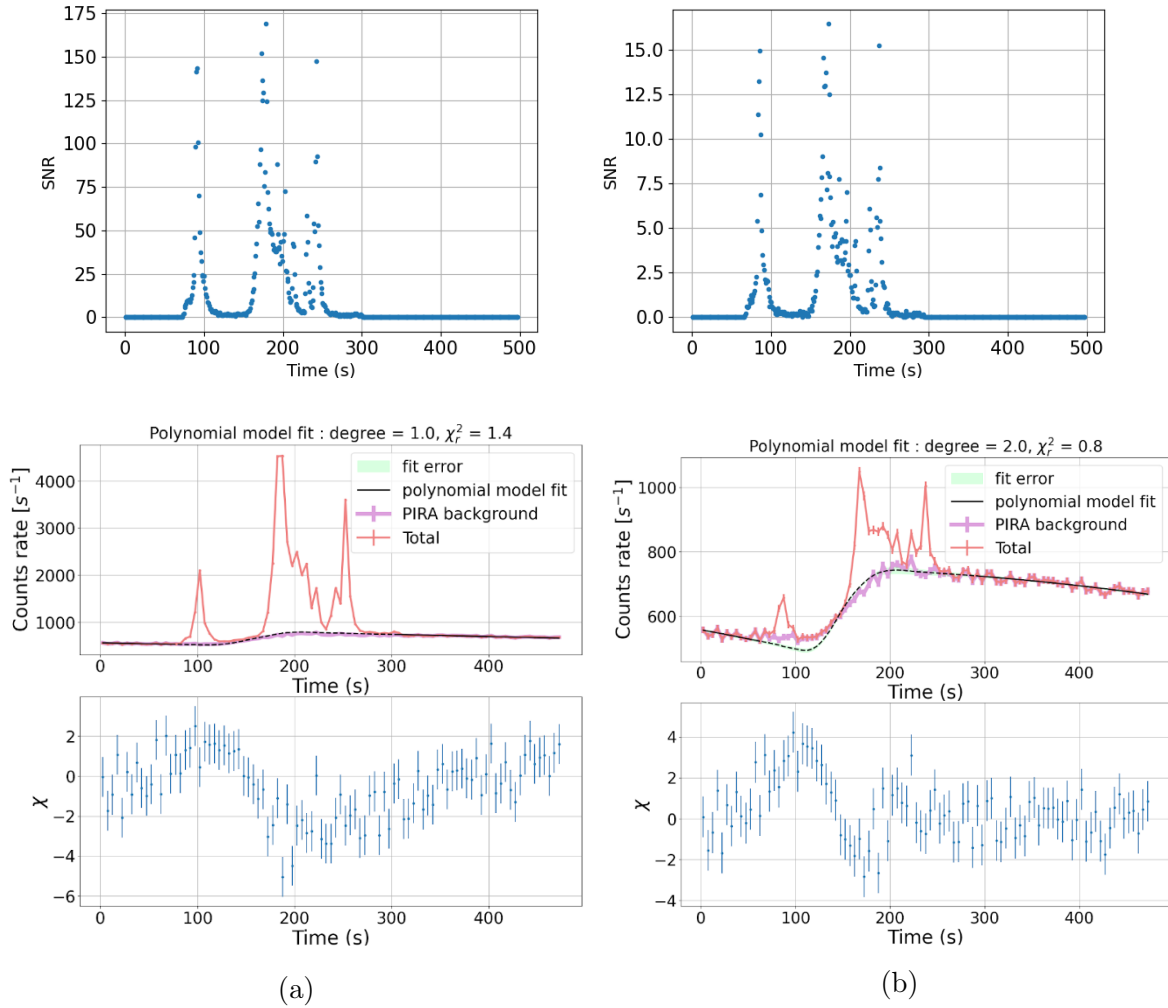 175
150
125
100
75
50
25
0
SNR
0 100 200 300 400 500
Time (s)
15.0
12.5
10.0
7.5
5.0
2.5
0.0
SNR
0 100 200 300 400 500
Time (s)
Polynomial model fit : degree = 1.0, χ²ᵣ = 1.4
4000
3000
2000
1000
Counts rate [s⁻¹]
fit error
polynomial model fit
PIRA background
Total
0 100 200 300 400
Time (s)
2
0
−2
−4
−6
χ
0 100 200 300 400
Time (s)
(a)
Polynomial model fit : degree = 2.0, χ²ᵣ = 0.8
1000
800
600
Counts rate [s⁻¹]
fit error
polynomial model fit
PIRA background
Total
0 100 200 300 400
Time (s)
4
2
0
−2
−4
χ
0 100 200 300 400
Time (s)
(b)